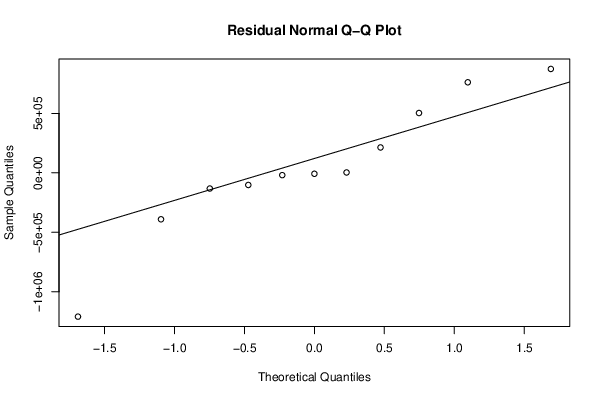 Residual Normal Q−Q Plot
5e+05
0e+00
−5e+05
−1e+06
Sample Quantiles
−1.5 −1.0 −0.5 0.0 0.5 1.0 1.5
Theoretical Quantiles